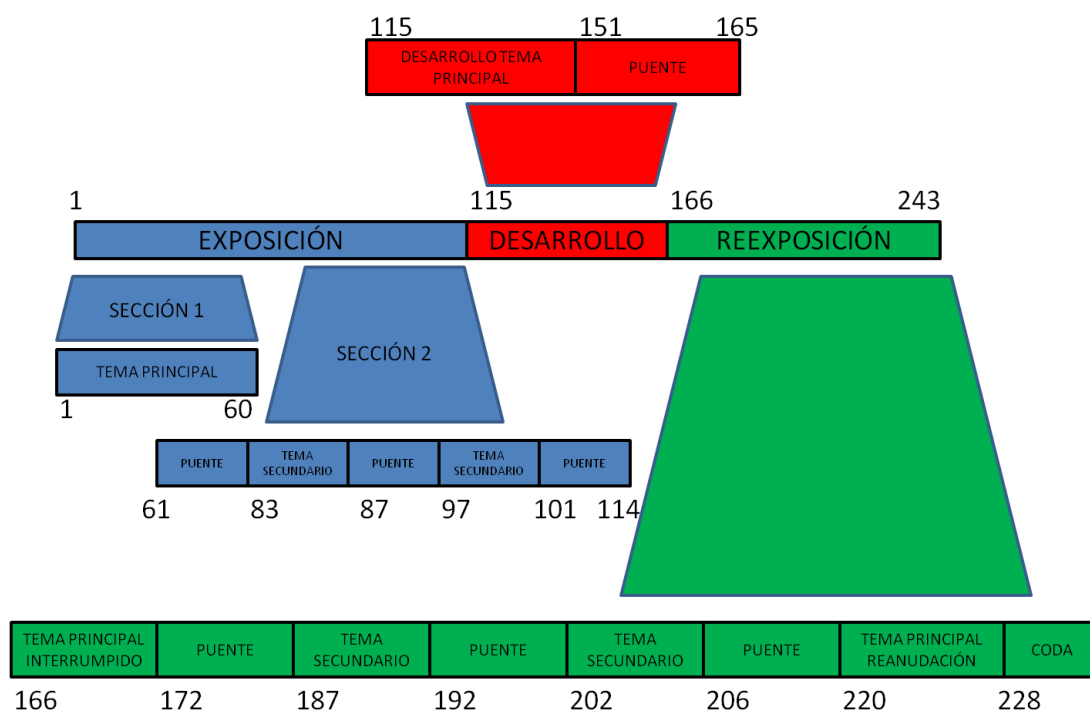 115 151 165
DESARROLLO TEMA
PRINCIPAL
PUENTE
1 115 166 243
EXPOSICIÓN DESARROLLO REEXPOSICIÓN
SECCIÓN 1
TEMA PRINCIPAL
1 60
SECCIÓN 2
PUENTE
TEMA
SECUNDARIO
PUENTE
TEMA
SECUNDARIO
PUENTE
61 83 87 97 101 114
TEMA PRINCIPAL
INTERRUMPIDO
PUENTE
TEMA
SECUNDARIO
PUENTE
TEMA
SECUNDARIO
PUENTE
TEMA PRINCIPAL
REANUDACIÓN
CODA
166 172 187 192 202 206 220 228